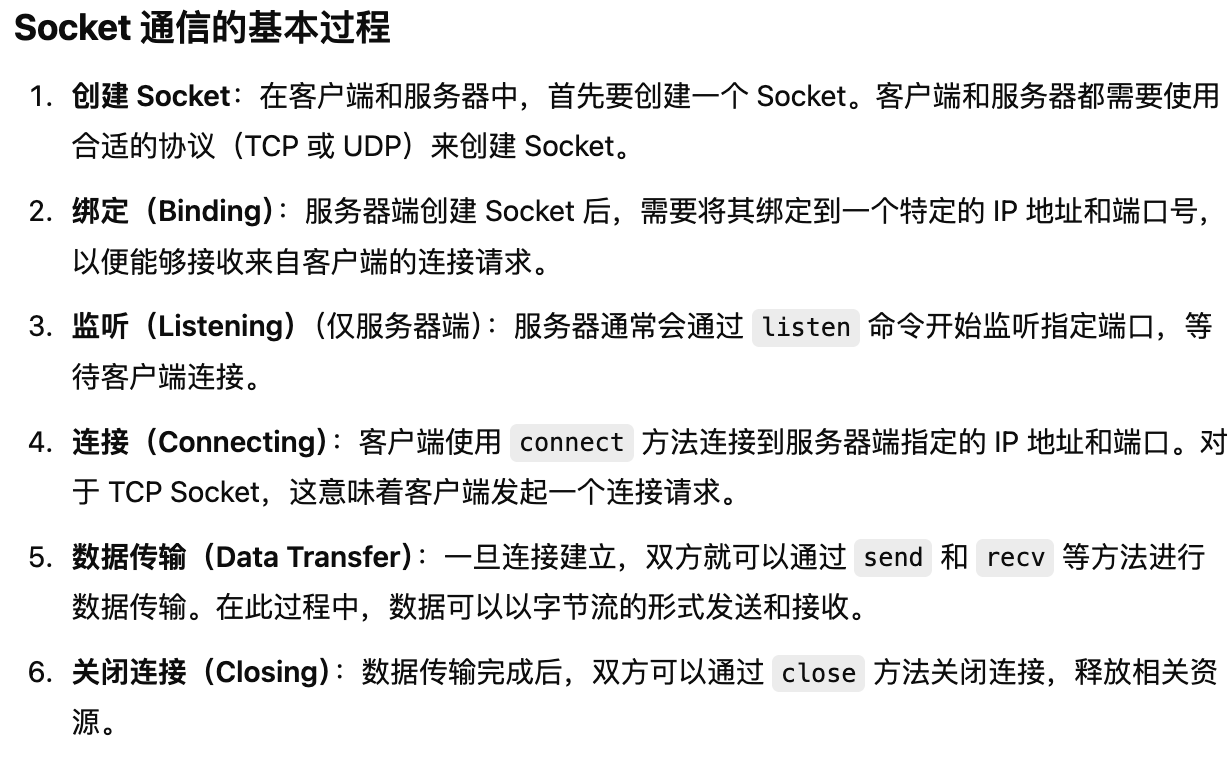 Socket 通信的基本过程
1. 创建 Socket：在客户端和服务器中，首先要创建一个 Socket。客户端和服务器都需要使用
合适的协议（TCP 或 UDP）来创建 Socket。
2. 绑定（Binding）：服务器端创建 Socket 后，需要将其绑定到一个特定的 IP 地址和端口号，
以便能够接收来自客户端的连接请求。
3. 监听（Listening）（仅服务器端）：服务器通常会通过 listen 命令开始监听指定端口，等
待客户端连接。
4. 连接（Connecting）：客户端使用 connect 方法连接到服务器端指定的 IP 地址和端口。对
于 TCP Socket，这意味着客户端发起一个连接请求。
5. 数据传输（Data Transfer）：一旦连接建立，双方就可以通过 send 和 recv 等方法进行
数据传输。在此过程中，数据可以以字节流的形式发送和接收。
6. 关闭连接（Closing）：数据传输完成后，双方可以通过 close 方法关闭连接，释放相关资
源。